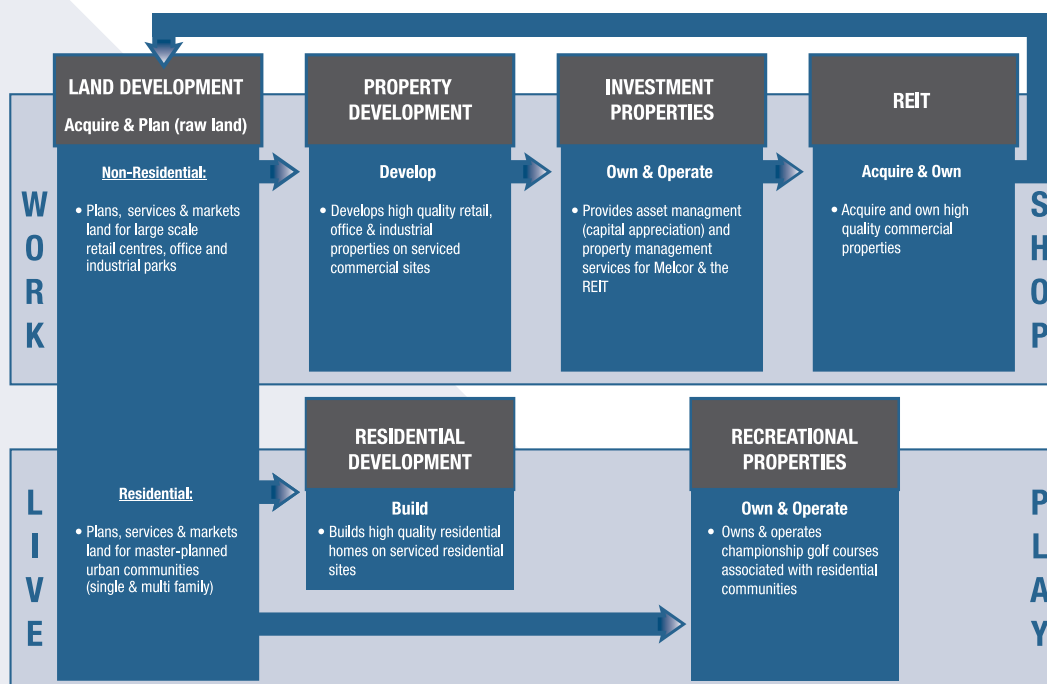 LAND DEVELOPMENT
Acquire & Plan (raw land)
Non-Residential:
• Plans, services & markets
land for large scale
retail centres, office and
industrial parks
PROPERTY
DEVELOPMENT
Develop
• Develops high quality retail,
office & industrial
properties on serviced
commercial sites
INVESTMENT
PROPERTIES
Own & Operate
• Provides asset managment
(capital appreciation) and
property management
services for Melcor & the
REIT
REIT
Acquire & Own
• Acquire and own high
quality commercial
properties
WORK
SHOP
Residential:
• Plans, services & markets
land for master-planned
urban communities
(single & multi family)
RESIDENTIAL
DEVELOPMENT
Build
• Builds high quality residential
homes on serviced residential
sites
RECREATIONAL
PROPERTIES
Own & Operate
• Owns & operates
championship golf courses
associated with residential
communities
LIVE
PLAY